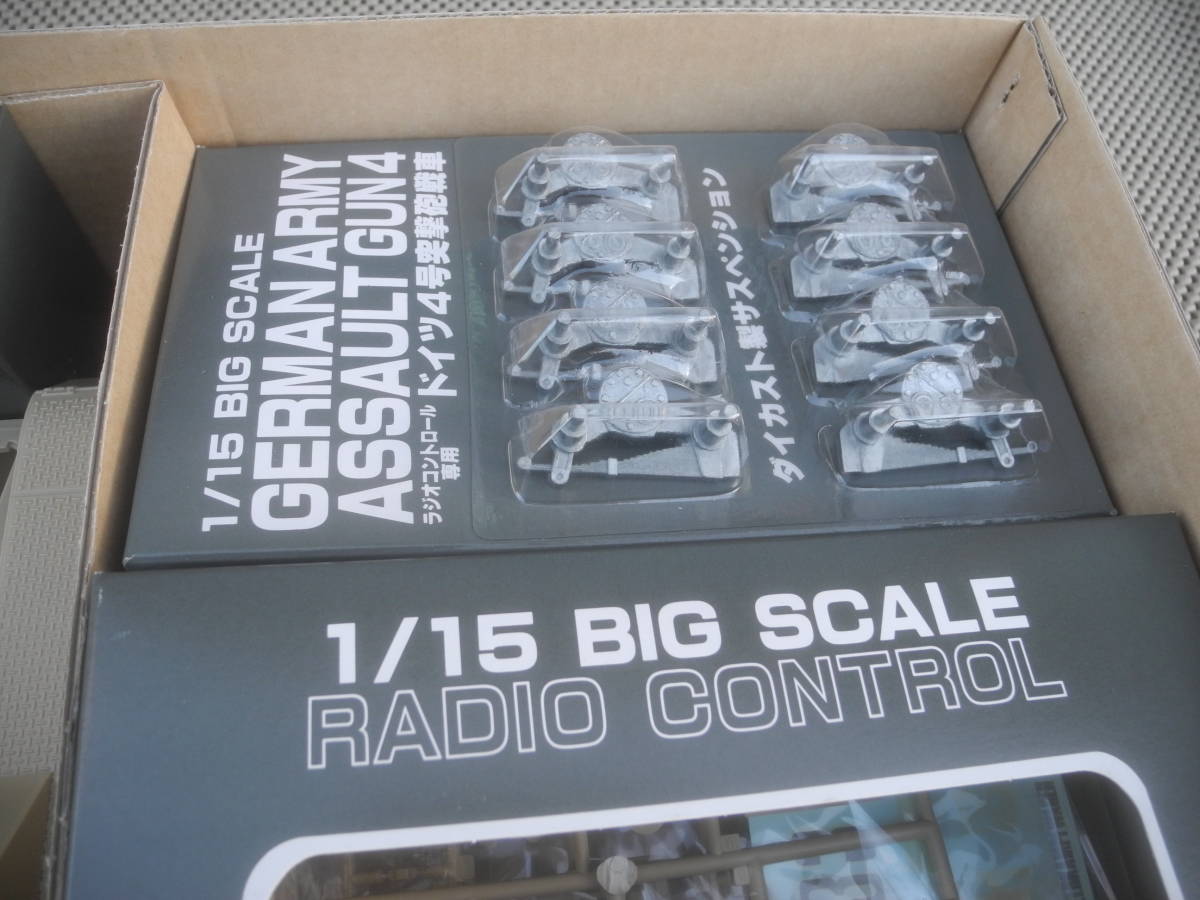 1/15 BIG SCALE
GERMAN ARMY
ASSAULT GUN 4
ラジオコントロール
専用
ドイツ4号突撃砲戦車
ダイカスト製サスペンション
1/15 BIG SCALE
RADIO CONTROL